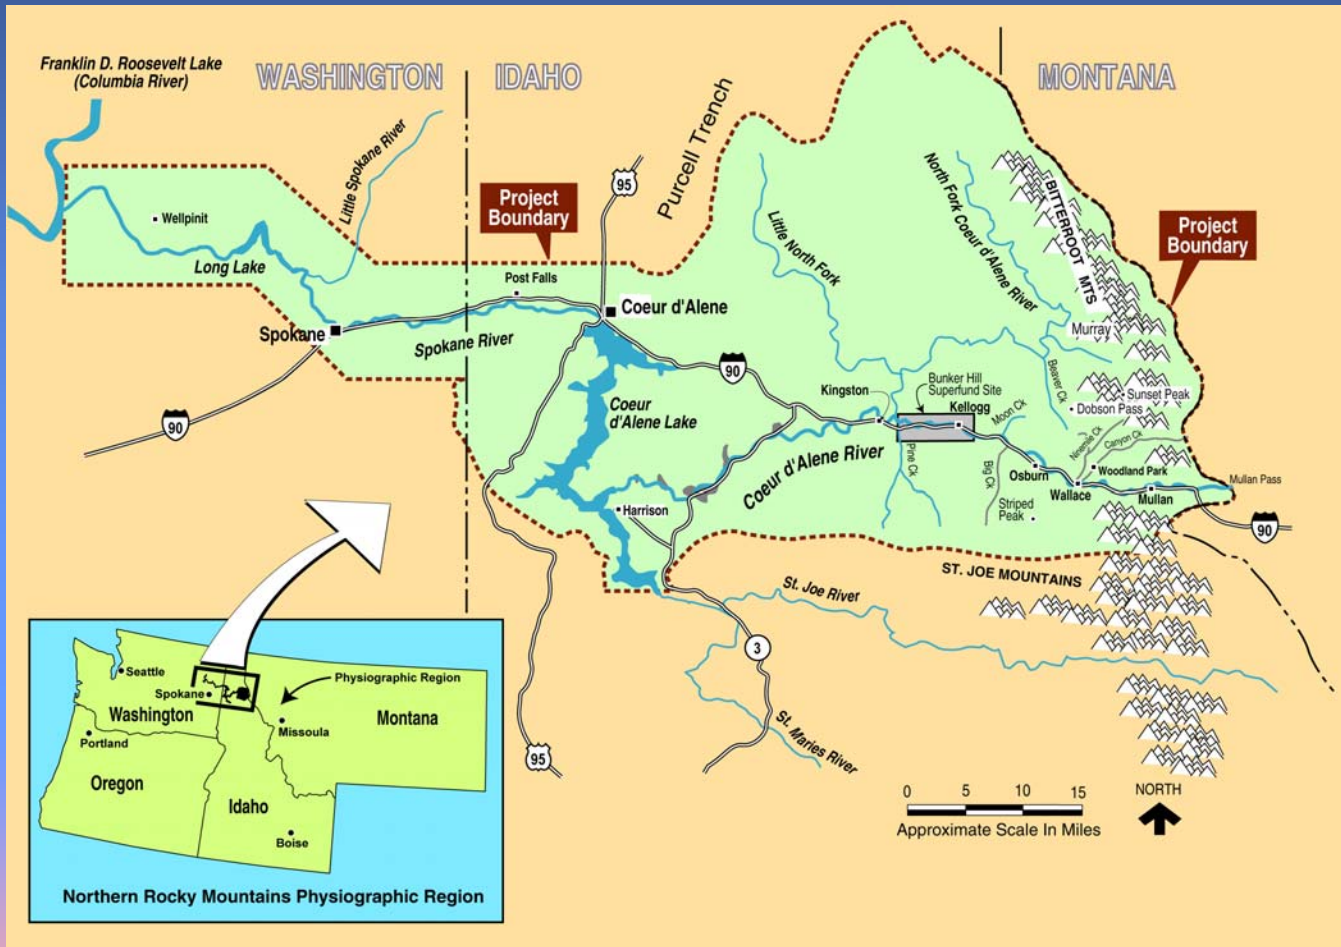 Franklin D. Roosevelt Lake
(Columbia River)
WASHINGTON
IDAHO
MONTANA
Little Spokane River
95
Purcell Trench
Project
Boundary
Wellpinit
Long Lake
Post Falls
Coeur d'Alene
Spokane
Spokane River
Little North Fork
North Fork Coeur d'Alene River
BITTERROOT MTS
Project
Boundary
Murray
90
Kingston
Bunker Hill
Superfund Site
Kellogg
Beaver Ck
Sunset Peak
Dobson Pass
Moon Ck
Ninemile Ck
Canyon Ck
90
Coeur
d'Alene Lake
Coeur d'Alene River
Pine Ck
Big Ck
Osburn
Woodland Park
Wallace
Mullan
Mullan Pass
Harrison
Striped
Peak
90
ST. JOE MOUNTAINS
St. Joe River
3
St. Maries River
95
0 5 10 15
Approximate Scale In Miles
NORTH
Seattle
Spokane
Physiographic Region
Washington
Montana
Missoula
Portland
Oregon
Idaho
Boise
Northern Rocky Mountains Physiographic Region